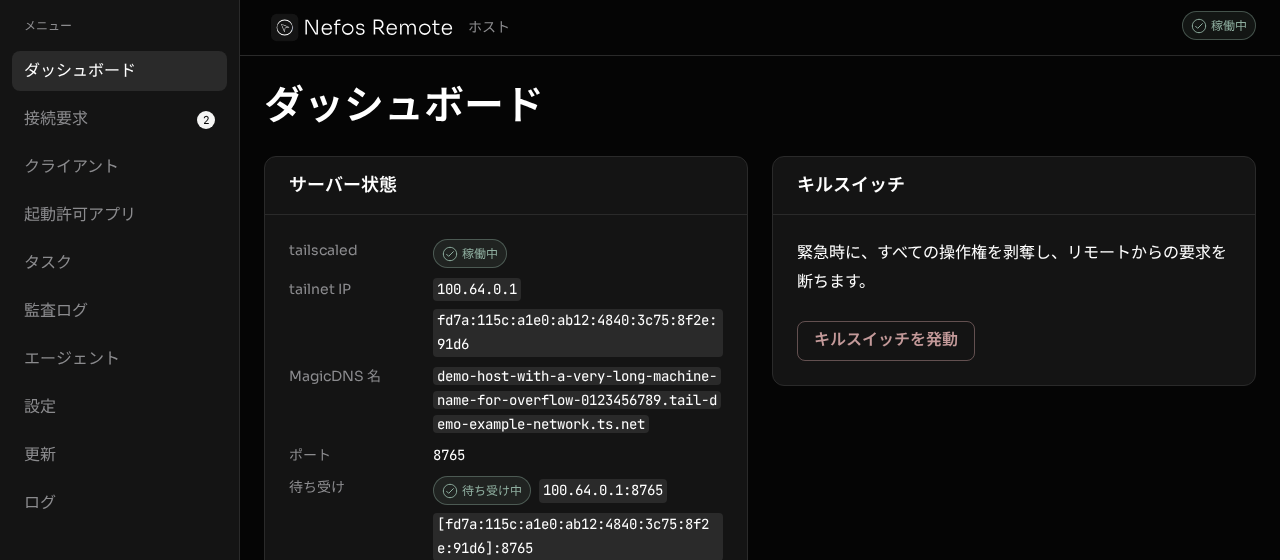 メニュー
ダッシュボード
接続要求 2
クライアント
起動許可アプリ
タスク
監査ログ
エージェント
設定
更新
ログ
Nefos Remote ホスト
稼働中
ダッシュボード
サーバー状態
tailscaled 稼働中
tailnet IP 100.64.0.1
fd7a:115c:a1e0:ab12:4840:3c75:8f2e:
91d6
MagicDNS 名 demo-host-with-a-very-long-machine-
name-for-overflow-0123456789.tail-d
emo-example-network.ts.net
ポート 8765
待ち受け 待ち受け中 100.64.0.1:8765
[fd7a:115c:a1e0:ab12:4840:3c75:8f2
e:91d6]:8765
キルスイッチ
緊急時に、すべての操作権を剥奪し、リモートからの要求を
断ちます。
キルスイッチを発動